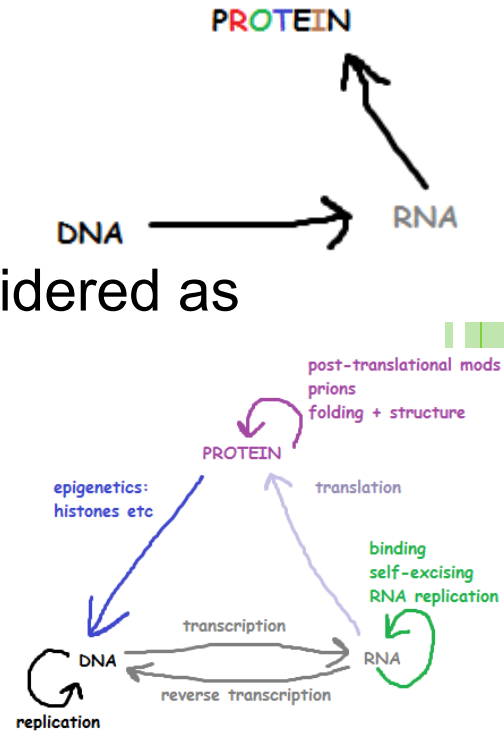 PROTEIN
DNA
RNA
idered as
post-translational mods
prions
folding + structure
PROTEIN
epigenetics:
histones etc
translation
binding
self-excising
RNA replication
transcription
DNA
RNA
reverse transcription
replication